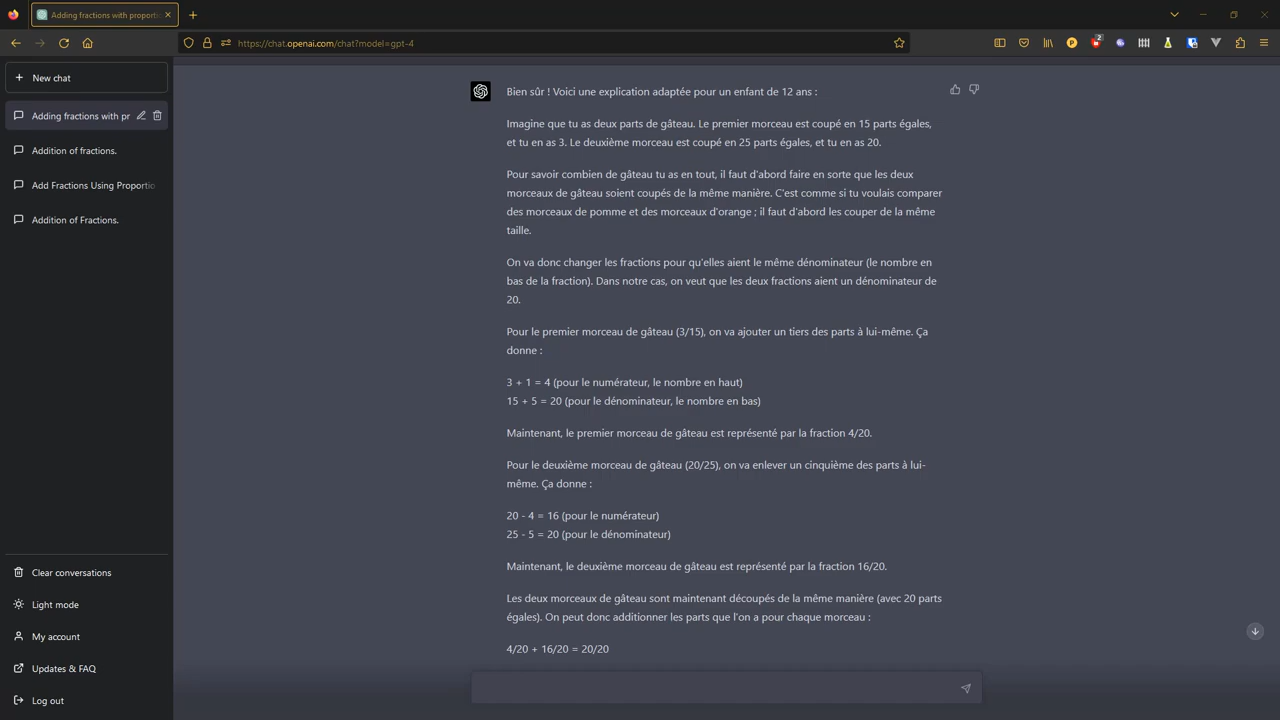 Adding fractions with proporti
https://chat.openai.com/chat?model=gpt-4
2
New chat
Adding fractions with pr
Addition of fractions.
Add Fractions Using Proportio
Addition of Fractions.
Clear conversations
Light mode
My account
Updates & FAQ
Log out
Bien sûr ! Voici une explication adaptée pour un enfant de 12 ans :
Imagine que tu as deux parts de gâteau. Le premier morceau est coupé en 15 parts égales,
et tu en as 3. Le deuxième morceau est coupé en 25 parts égales, et tu en as 20.
Pour savoir combien de gâteau tu as en tout, il faut d'abord faire en sorte que les deux
morceaux de gâteau soient coupés de la même manière. C'est comme si tu voulais comparer
des morceaux de pomme et des morceaux d'orange ; il faut d'abord les couper de la même
taille.
On va donc changer les fractions pour qu'elles aient le même dénominateur (le nombre en
bas de la fraction). Dans notre cas, on veut que les deux fractions aient un dénominateur de
20.
Pour le premier morceau de gâteau (3/15), on va ajouter un tiers des parts à lui-même. Ça
donne :
3 + 1 = 4 (pour le numérateur, le nombre en haut)
15 + 5 = 20 (pour le dénominateur, le nombre en bas)
Maintenant, le premier morceau de gâteau est représenté par la fraction 4/20.
Pour le deuxième morceau de gâteau (20/25), on va enlever un cinquième des parts à lui-
même. Ça donne :
20 - 4 = 16 (pour le numérateur)
25 - 5 = 20 (pour le dénominateur)
Maintenant, le deuxième morceau de gâteau est représenté par la fraction 16/20.
Les deux morceaux de gâteau sont maintenant découpés de la même manière (avec 20 parts
égales). On peut donc additionner les parts que l'on a pour chaque morceau :
4/20 + 16/20 = 20/20